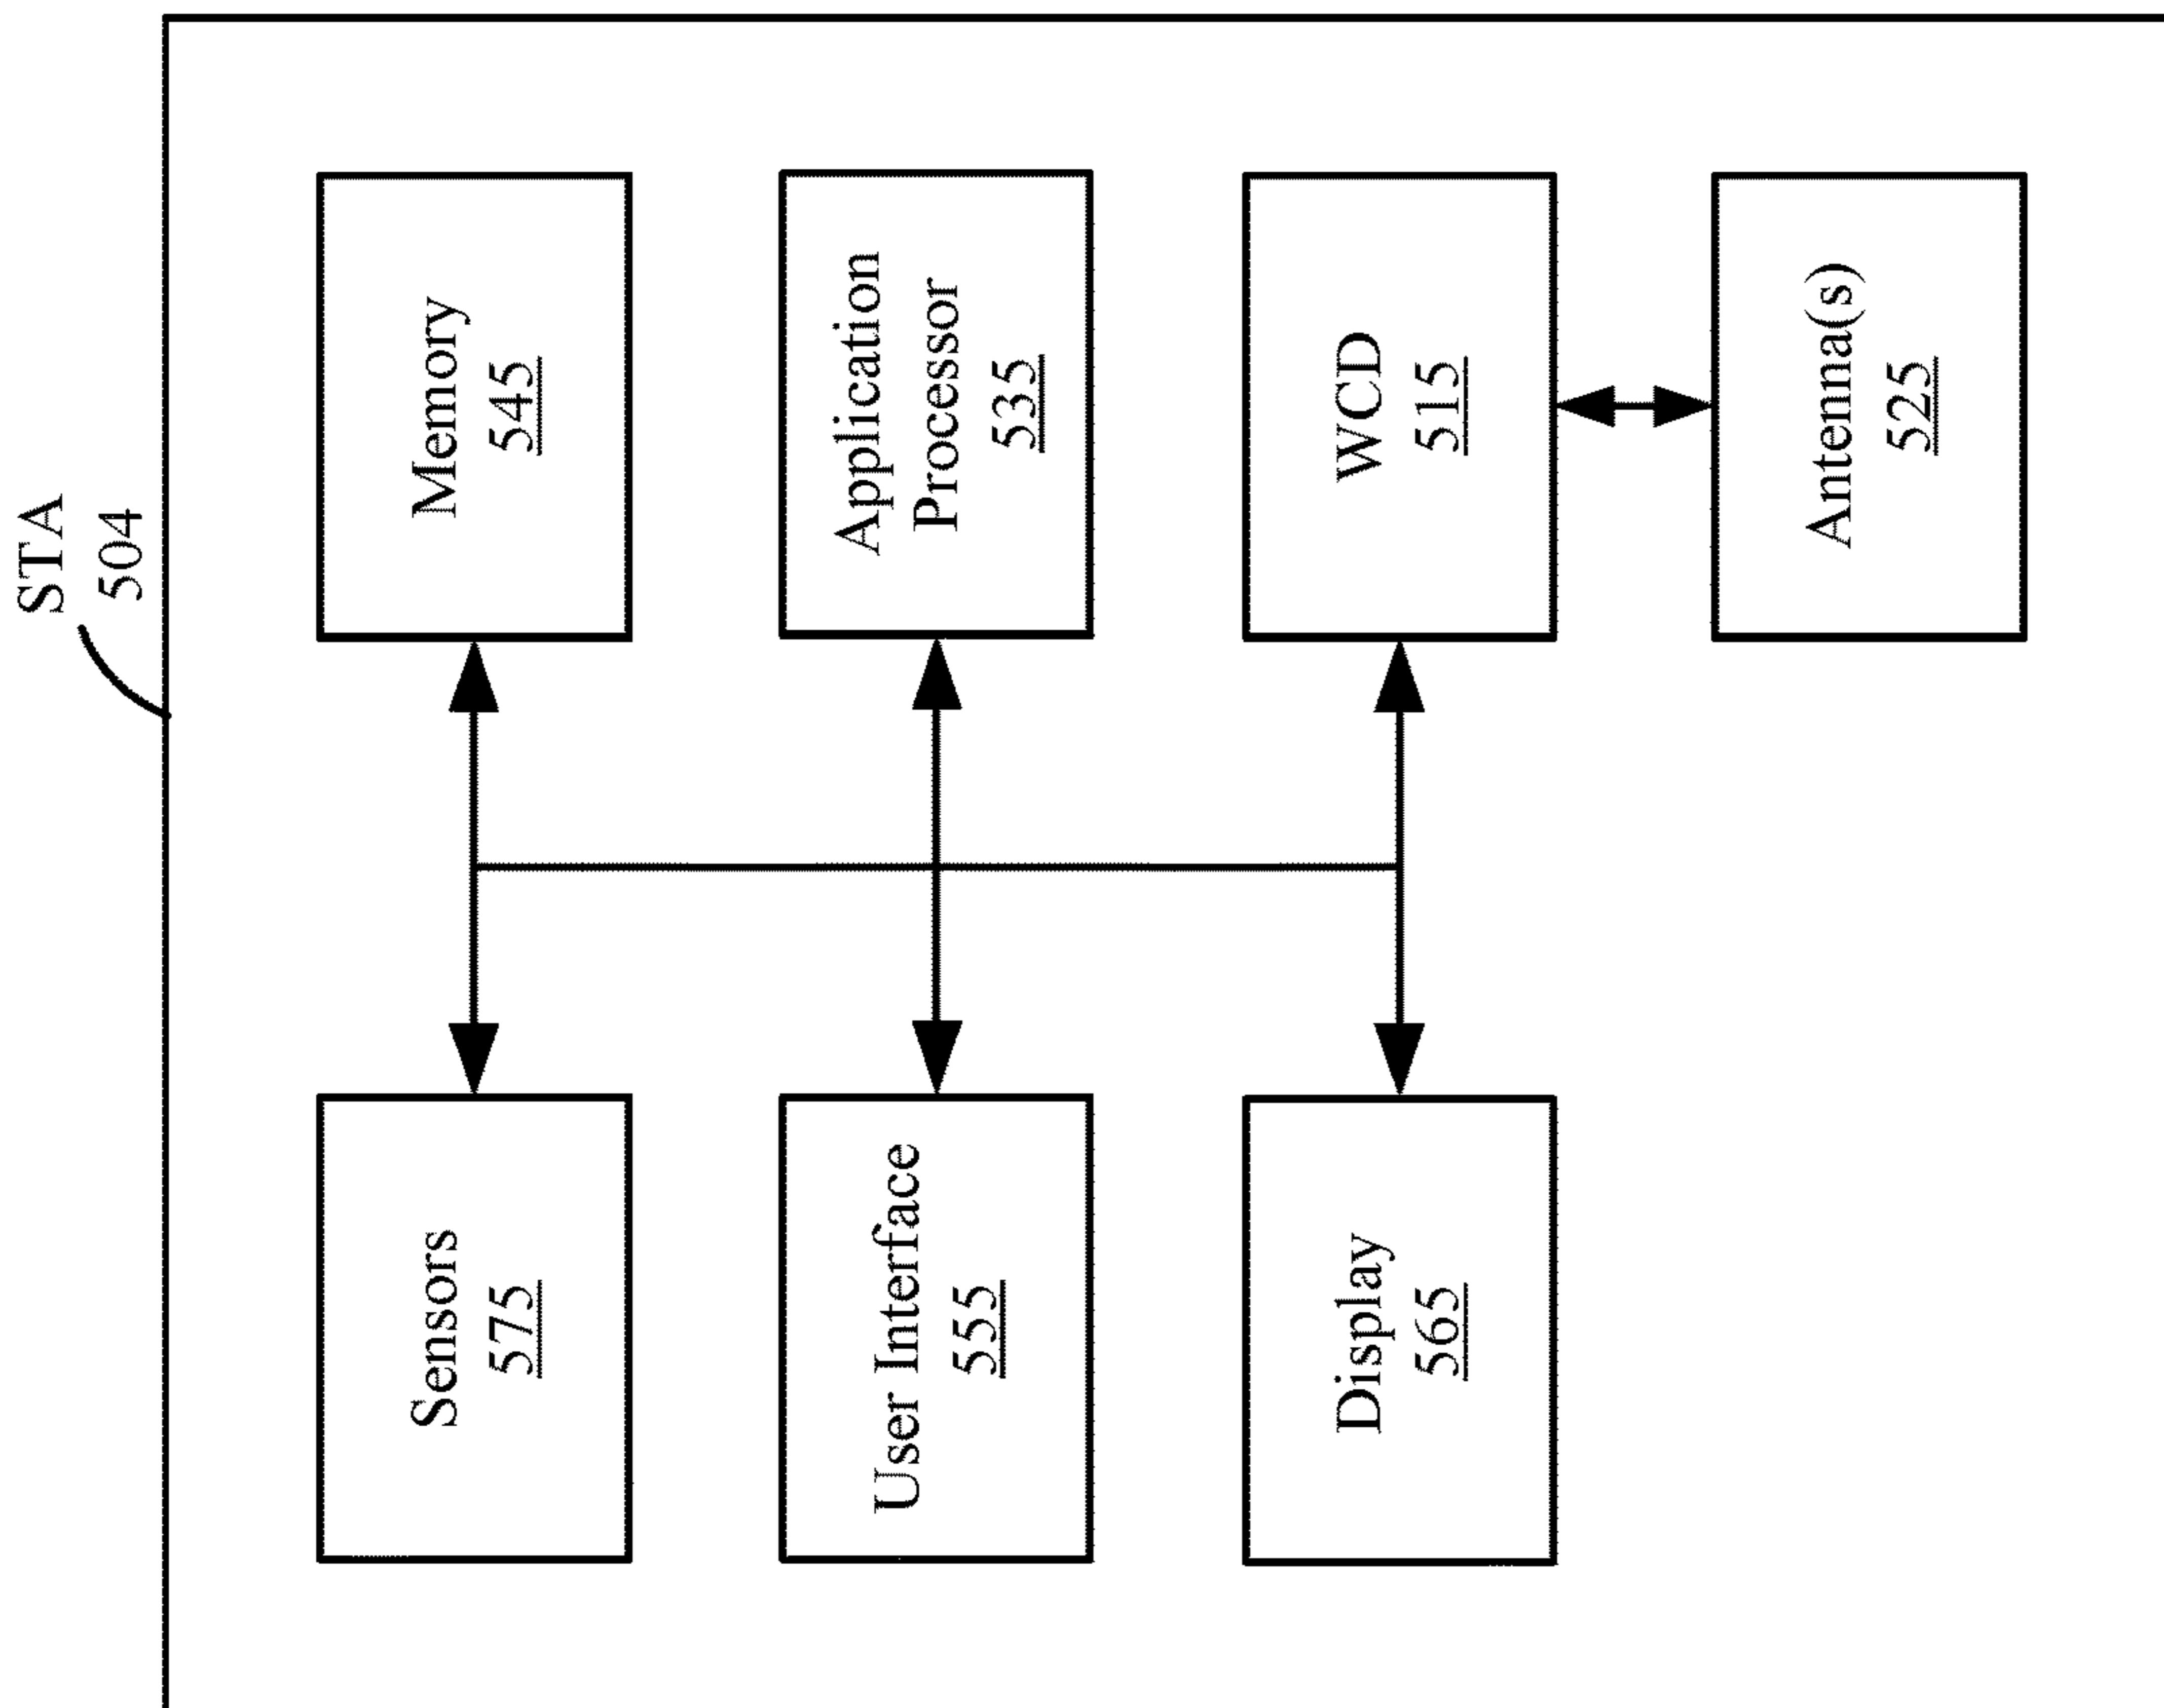 STA
504
Sensors
575
Memory
545
User Interface
555
Application
Processor
535
Display
565
WCD
515
Antenna(s)
525